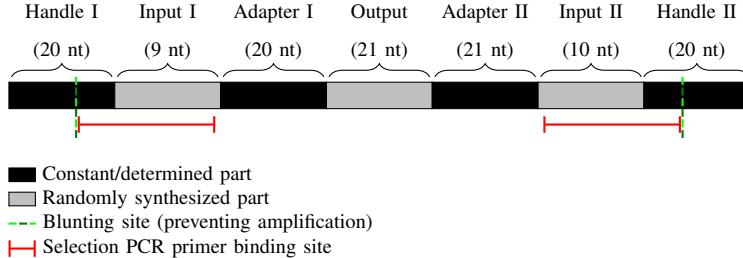 Handle I Input I Adapter I Output Adapter II Input II Handle II
(20 nt) (9 nt) (20 nt) (21 nt) (21 nt) (10 nt) (20 nt)
Constant/determined part
Randomly synthesized part
Blunting site (preventing amplification)
Selection PCR primer binding site